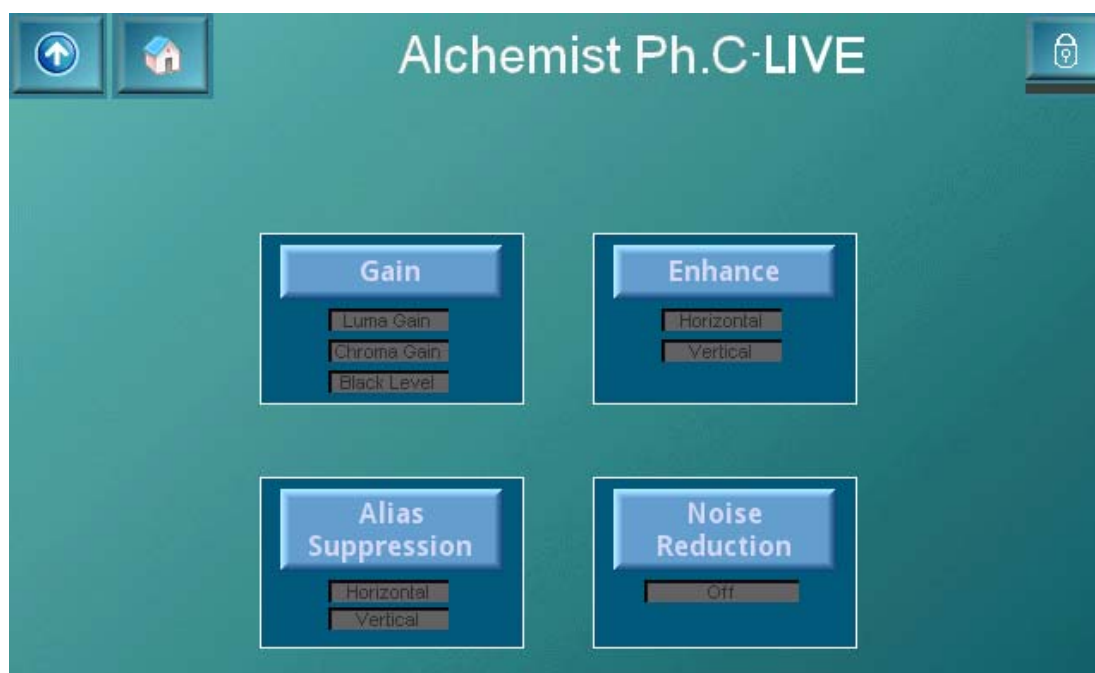 Alchemist Ph.C-LIVE
Gain
Luma Gain
Chroma Gain
Black Level
Enhance
Horizontal
Vertical
Alias
Suppression
Horizontal
Vertical
Noise
Reduction
Off